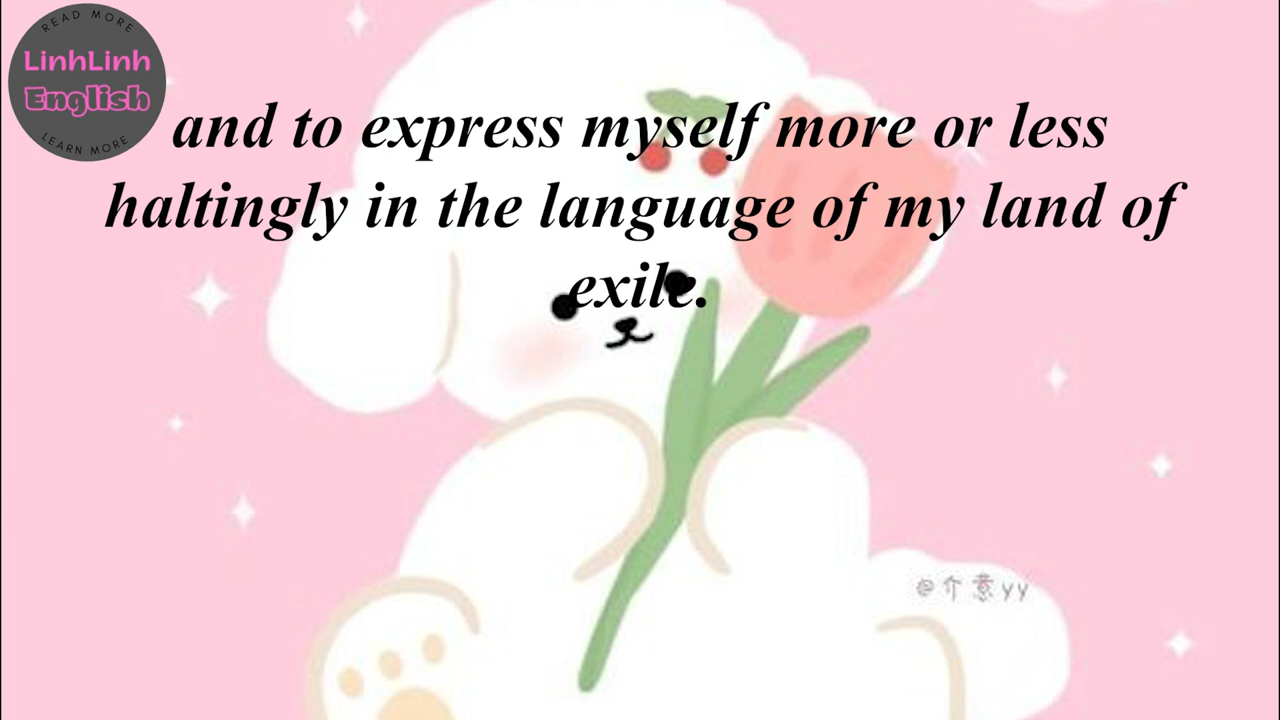 READ MORE
LinhLinh
English
LEARN MORE
and to express myself more or less
haltingly in the language of my land of
exile.
@介意yy